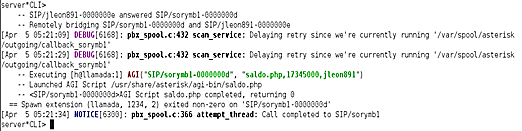 server*CLI>
-- SIP/jleon891-0000000e answered SIP/sorymb1-0000000d
-- Remotely bridging SIP/sorymb1-0000000d and SIP/jleon891-0000000e
[Apr 5 05:21:09] DEBUG[6168]: pbx_spool.c:432 scan_service: Delaying retry since we're currently running '/var/spool/asterisk
/outgoing/callback_sorymb1'
[Apr 5 05:21:29] DEBUG[6168]: pbx_spool.c:432 scan_service: Delaying retry since we're currently running '/var/spool/asterisk
/outgoing/callback_sorymb1'
-- Executing [h@llamada:1] AGI("SIP/sorymb1-0000000d", "saldo.php,17345000,jleon891")
-- Launched AGI Script /usr/share/asterisk/agi-bin/saldo.php
-- <SIP/sorymb1-0000000d>AGI Script saldo.php completed, returning 0
== Spawn extension (llamada, 1234, 2) exited non-zero on 'SIP/sorymb1-0000000d'
[Apr 5 05:21:34] NOTICE[6300]: pbx_spool.c:366 attempt_thread: Call completed to SIP/sorymb1
server*CLI>